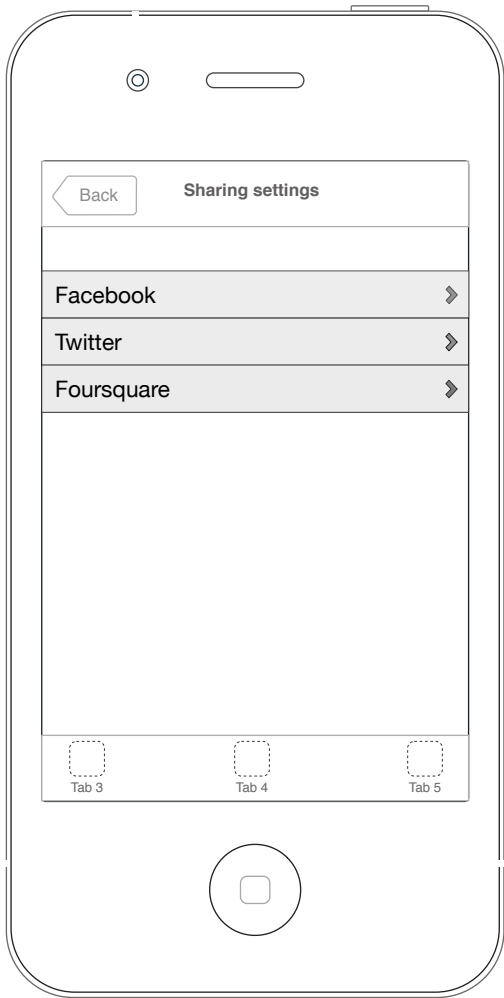 Back
Sharing settings
Facebook
Twitter
Foursquare
Tab 3
Tab 4
Tab 5